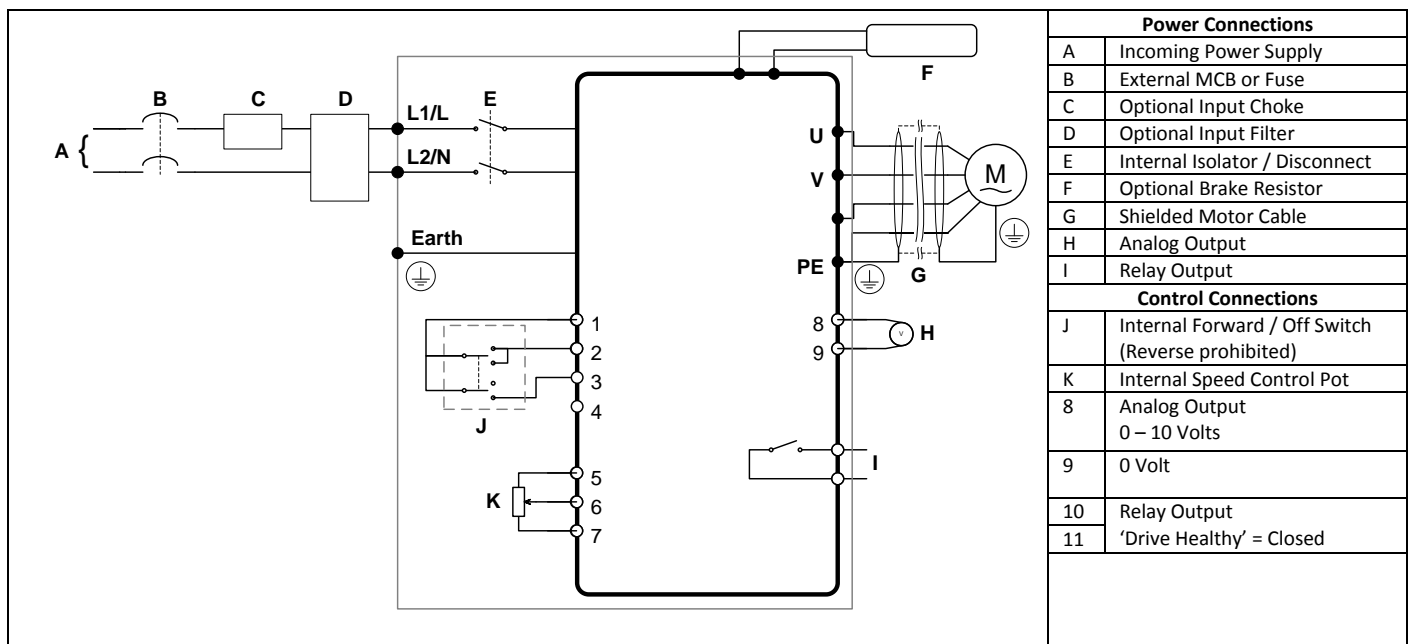 B
C
D
E
F
A {
L1/L
L2/N
Earth
U
V
M
PE
G
1
2
3
4
J
5
6
7
K
8
9
V
H
I
Power Connections
A Incoming Power Supply
B External MCB or Fuse
C Optional Input Choke
D Optional Input Filter
E Internal Isolator / Disconnect
F Optional Brake Resistor
G Shielded Motor Cable
H Analog Output
I Relay Output
Control Connections
J Internal Forward / Off Switch
(Reverse prohibited)
K Internal Speed Control Pot
8 Analog Output
0 – 10 Volts
9 0 Volt
10 Relay Output
11 ‘Drive Healthy’ = Closed